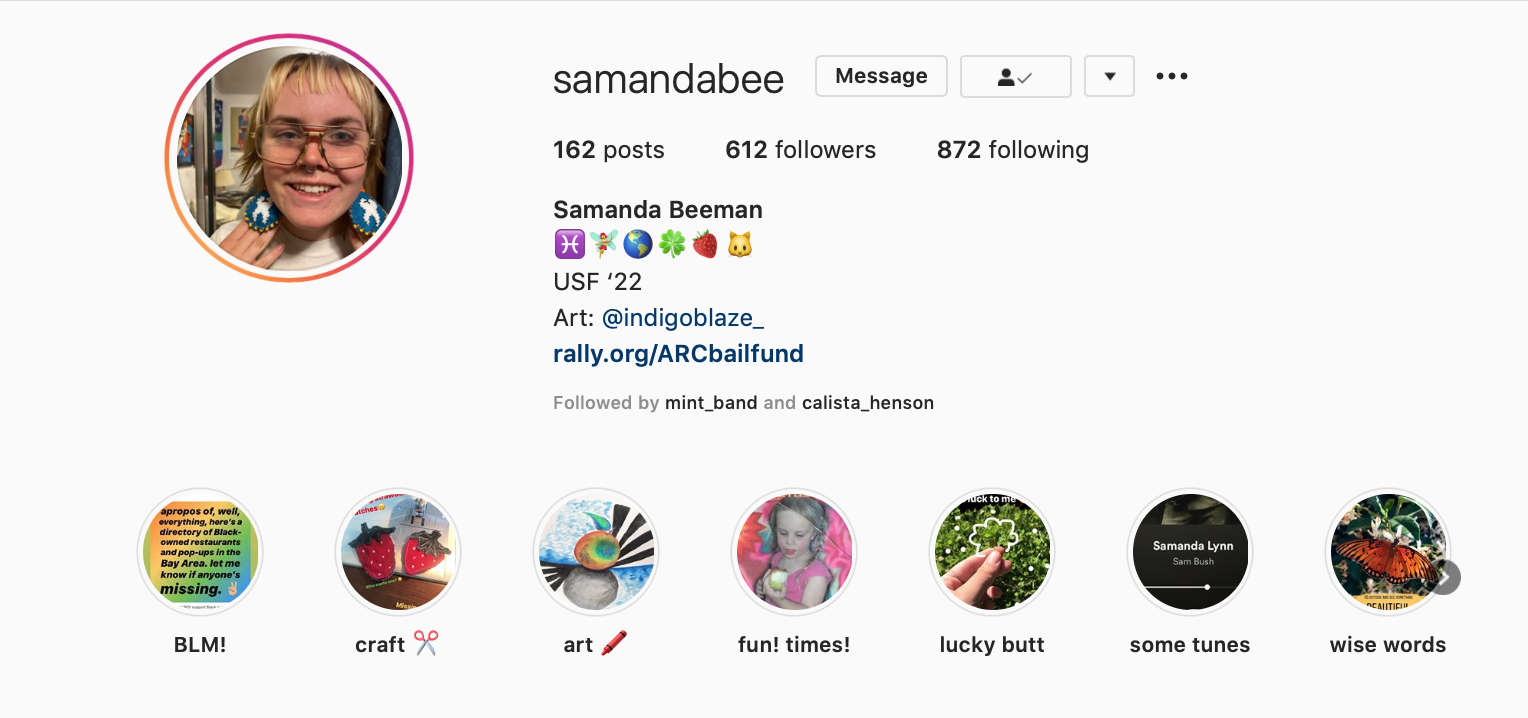 samandabee Message
162 posts 612 followers 872 following
Samanda Beeman
♓🧚🌎🍀🍓🐱
USF ‘22
Art: @indigoblaze_
rally.org/ARCbailfund
Followed by mint_band and calista_henson
apropos of, well,
everything, here's a
directory of Black-
owned restaurants
and pop-ups in the
Bay Area. let me
know if anyone's
missing. ✌🏼
luck to me
Samanda Lynn
Sam Bush
BEAUTIFUL
BLM! craft ✂️ art 🖍️ fun! times! lucky butt some tunes wise words